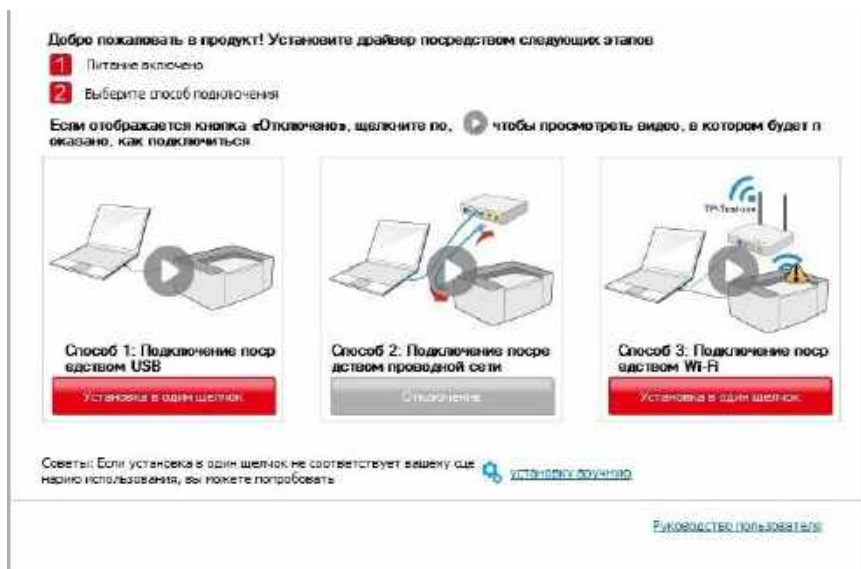 Добро пожаловать в продукт! Установите драйвер посредством следующих этапов
1 Питание включено
2 Выберите способ подключения
Если отображается кнопка «Отключено», щелкните по, чтобы просмотреть видео, в котором будет п
оказано, как подключиться
Способ 1: Подключение поср
едством USB
Установка в один щелчок
Способ 2: Подключение посре
дством проводной сети
Отключение
Способ 3: Подключение поср
едством Wi-Fi
Установка в один щелчок
Советы: Если установка в один щелчок не соответствует вашему сце
нарию использования, вы можете попробовать
установку вручную
Руководство пользователя